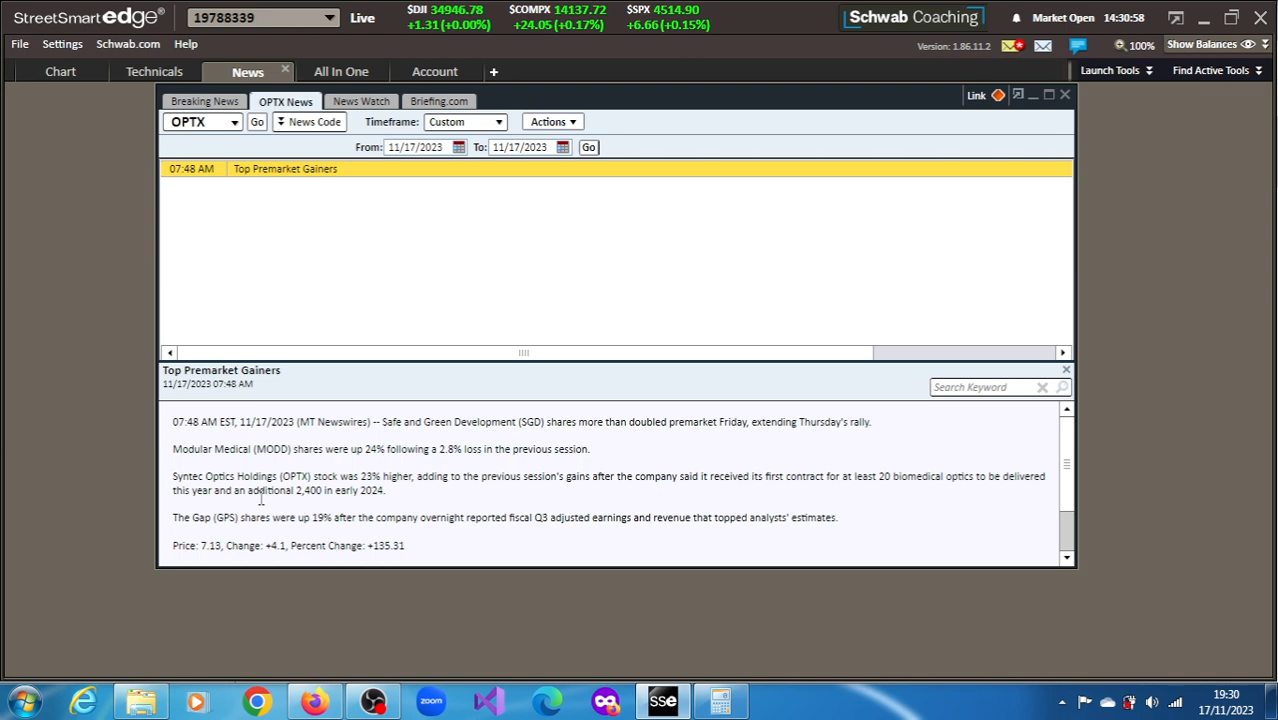 StreetSmart edge® 19788339 Live $DJI 34946.78 $COMPX 14137.72 $SPX 4514.90 Schwab Coaching Market Open 14:30:58
+1.31(+0.00%) +24.05(+0.17%) +6.66(+0.15%)
File Settings Schwab.com Help Version: 1.86.11.2 100% Show Balances
Chart Technicals News All In One Account + Launch Tools Find Active Tools
Breaking News OPTX News News Watch Briefing.com Link
OPTX Go News Code Timeframe: Custom Actions
From: 11/17/2023 To: 11/17/2023 Go
07:48 AM Top Premarket Gainers
Top Premarket Gainers
11/17/2023 07:48 AM
Search Keyword
07:48 AM EST, 11/17/2023 (MT Newswires) -- Safe and Green Development (SGD) shares more than doubled premarket Friday, extending Thursday's rally.
Modular Medical (MODD) shares were up 24% following a 2.8% loss in the previous session.
Syntec Optics Holdings (OPTX) stock was 23% higher, adding to the previous session's gains after the company said it received its first contract for at least 20 biomedical optics to be delivered
this year and an additional 2,400 in early 2024.
The Gap (GPS) shares were up 19% after the company overnight reported fiscal Q3 adjusted earnings and revenue that topped analysts' estimates.
Price: 7.13, Change: +4.1, Percent Change: +135.31
zoom sse 19:30
17/11/2023